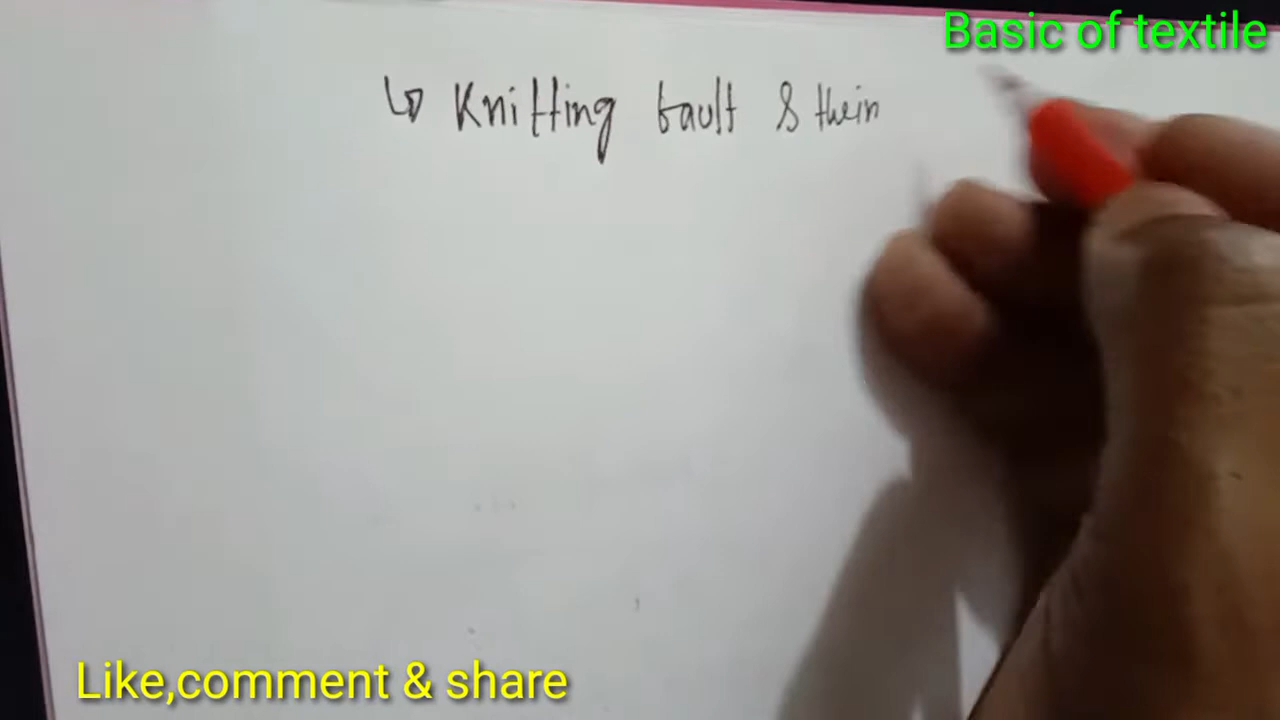 Basic of textile
↳ Knitting fault & their
Like,comment & share